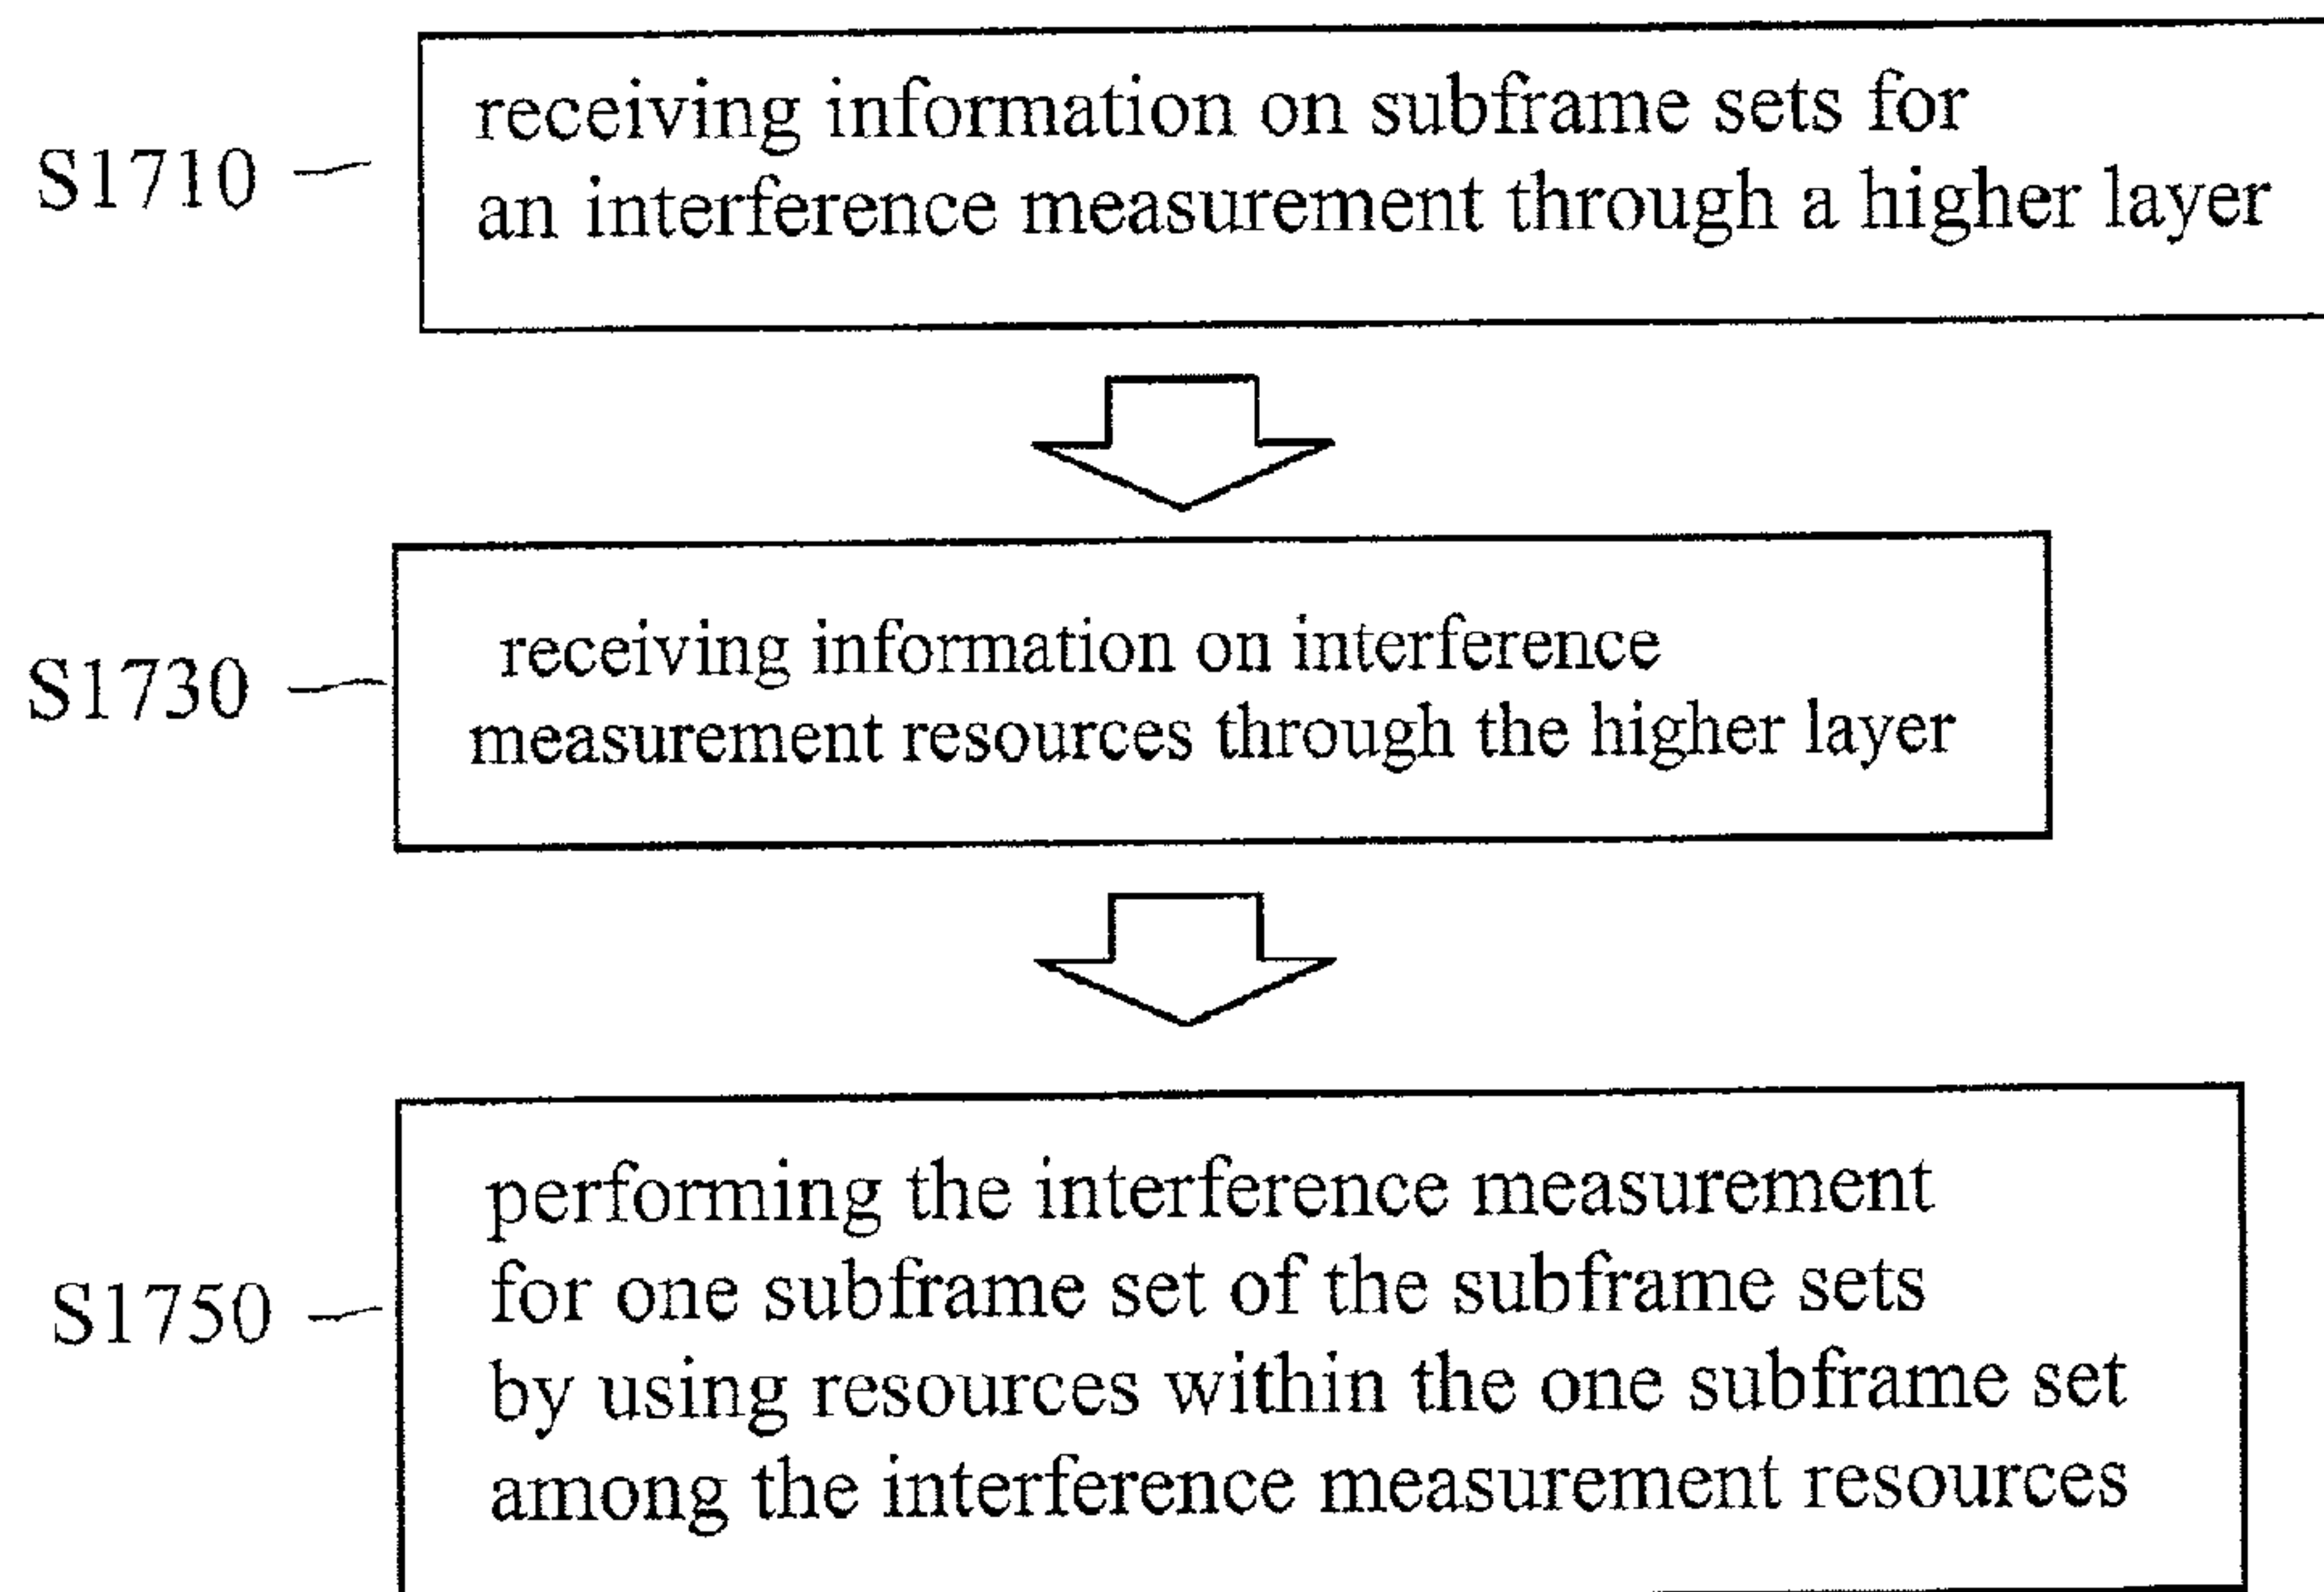 S1710
receiving information on subframe sets for
an interference measurement through a higher layer
S1730
receiving information on interference
measurement resources through the higher layer
S1750
performing the interference measurement
for one subframe set of the subframe sets
by using resources within the one subframe set
among the interference measurement resources